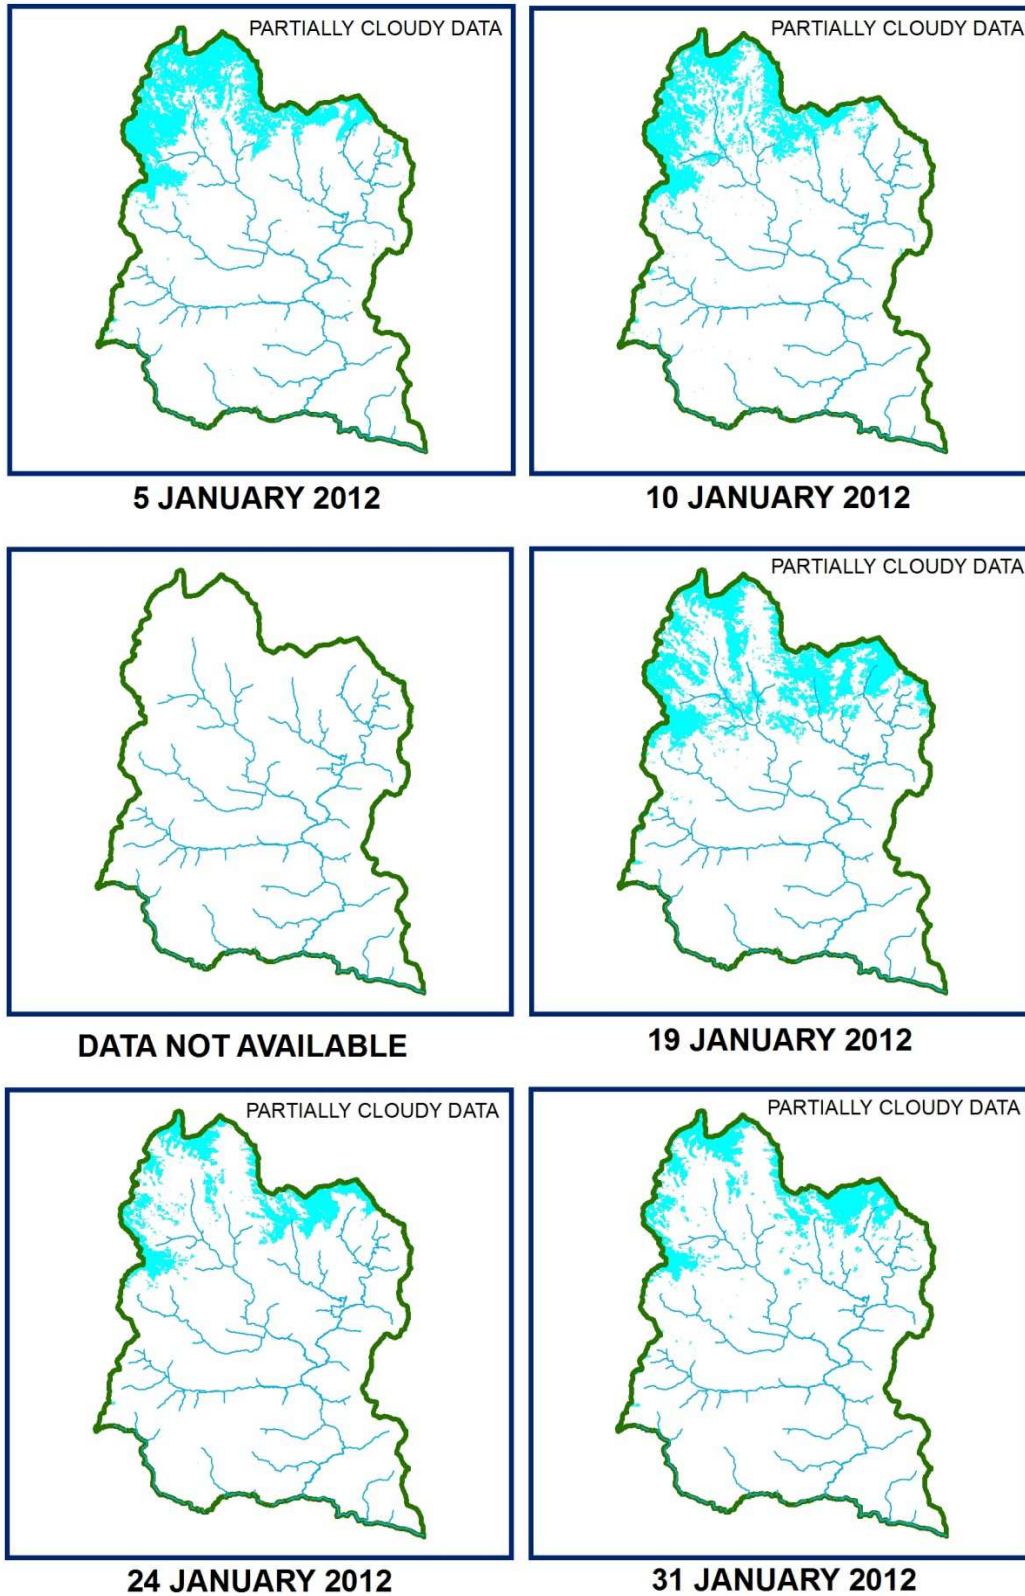 PARTIALLY CLOUDY DATA
PARTIALLY CLOUDY DATA
5 JANUARY 2012
10 JANUARY 2012
PARTIALLY CLOUDY DATA
DATA NOT AVAILABLE
19 JANUARY 2012
PARTIALLY CLOUDY DATA
PARTIALLY CLOUDY DATA
24 JANUARY 2012
31 JANUARY 2012